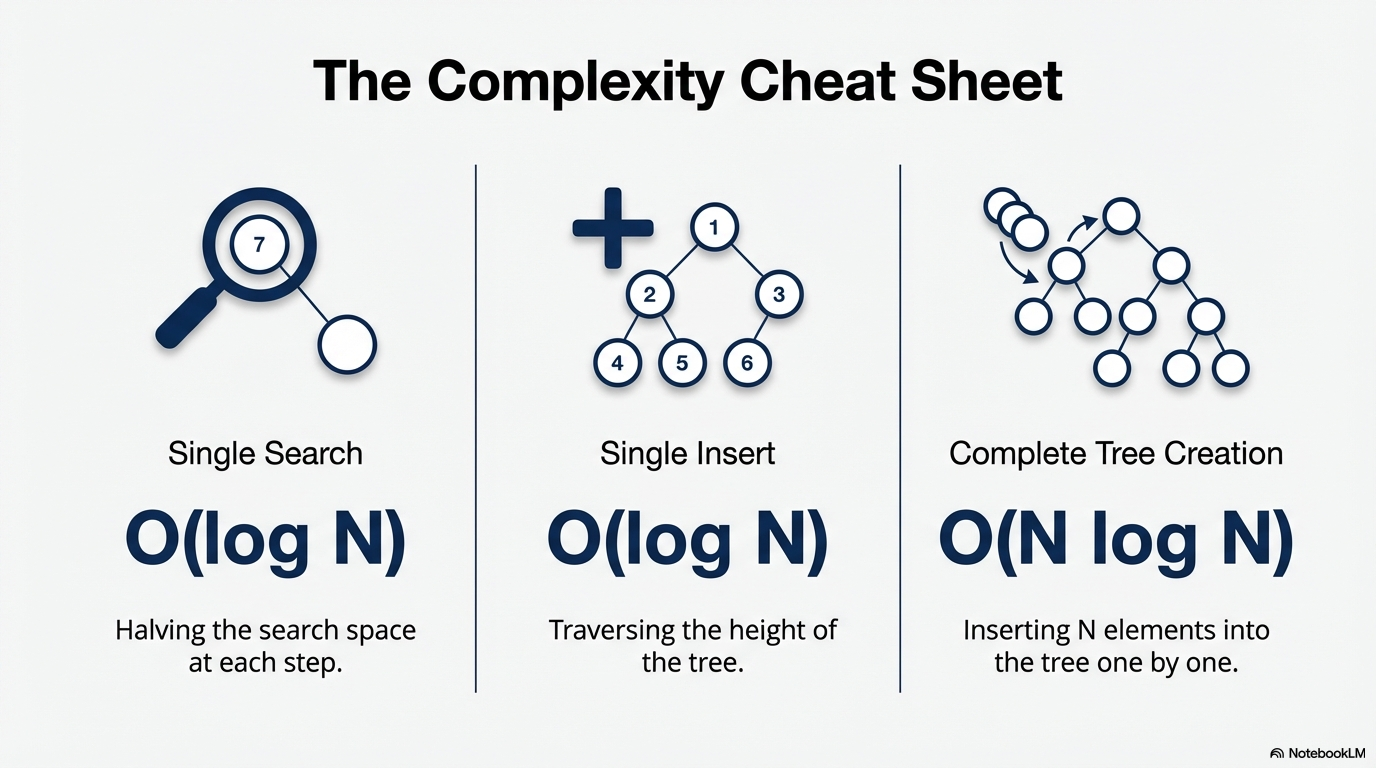 The Complexity Cheat Sheet
7
Single Search
O(log N)
Halving the search space
at each step.
1
2
3
4
5
6
Single Insert
O(log N)
Traversing the height of
the tree.
Complete Tree Creation
O(N log N)
Inserting N elements into
the tree one by one.
NotebookLM